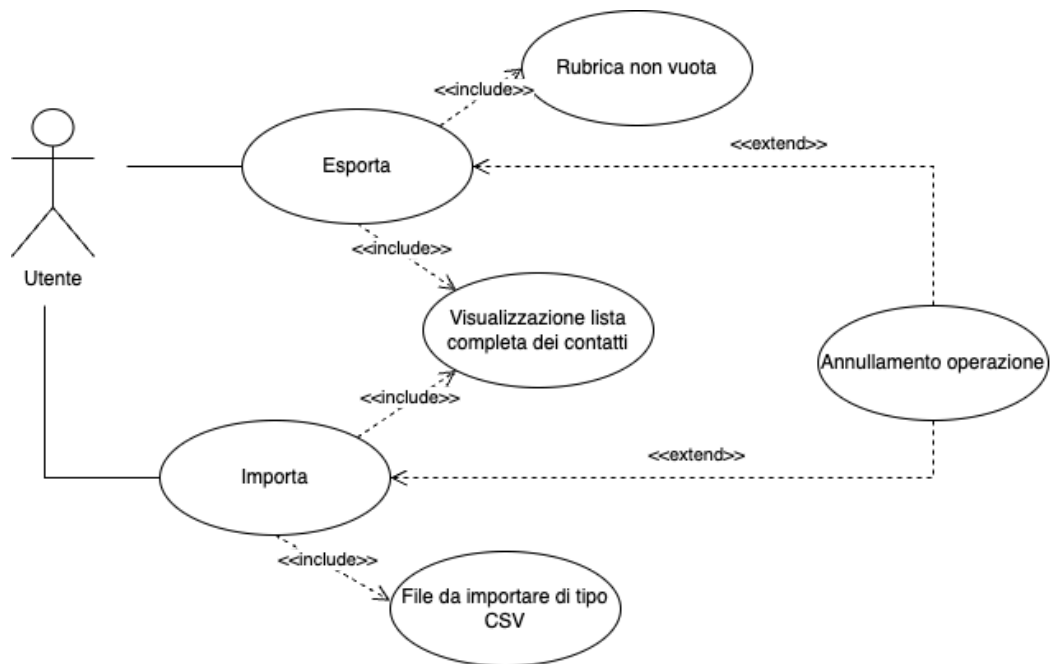 Rubrica non vuota
<<include>>
<<extend>>
Esporta
<<include>>
Utente
Visualizzazione lista
completa dei contatti
Annullamento operazione
<<include>>
<<extend>>
Importa
<<include>>
File da importare di tipo
CSV